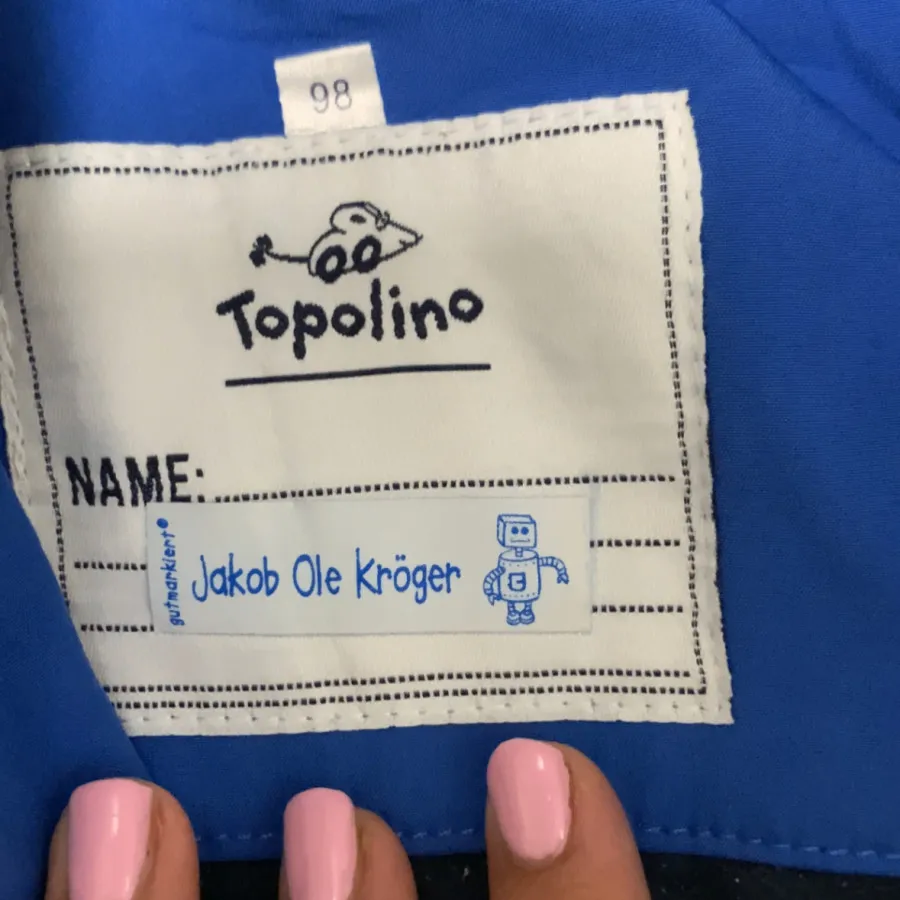 98
Topolino
NAME:
gutmarkiert®
Jakob Ole Kröger